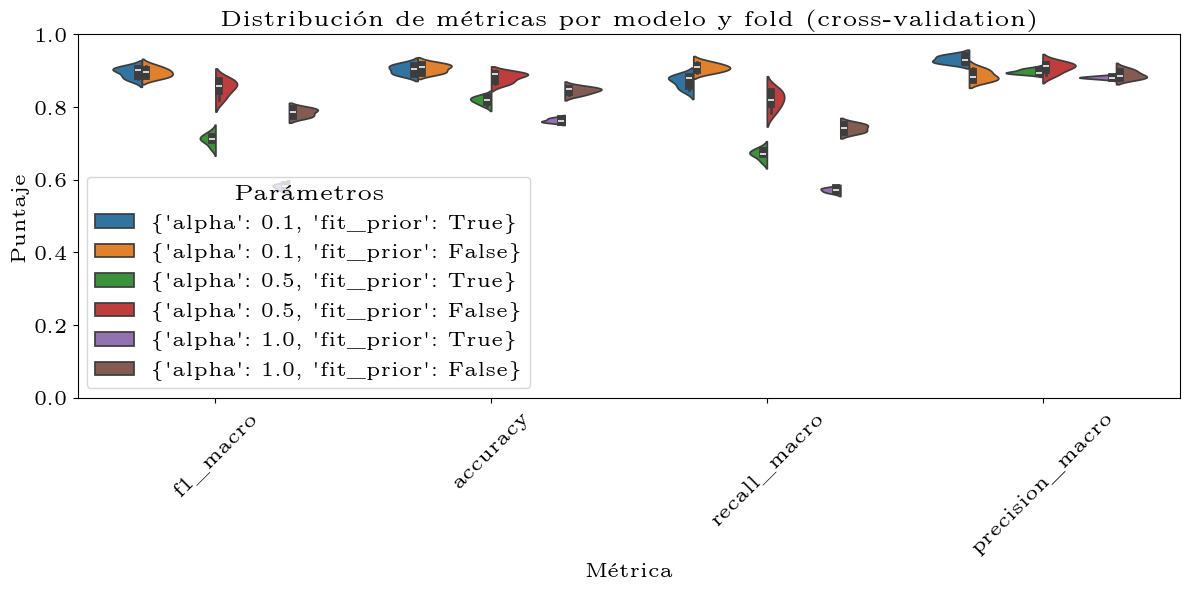 Distribución de métricas por modelo y fold (cross-validation)
Puntaje
1.0
0.8
0.6
0.4
0.2
0.0
Parámetros
{'alpha': 0.1, 'fit_prior': True}
{'alpha': 0.1, 'fit_prior': False}
{'alpha': 0.5, 'fit_prior': True}
{'alpha': 0.5, 'fit_prior': False}
{'alpha': 1.0, 'fit_prior': True}
{'alpha': 1.0, 'fit_prior': False}
f1_macro
accuracy
recall_macro
precision_macro
Métrica